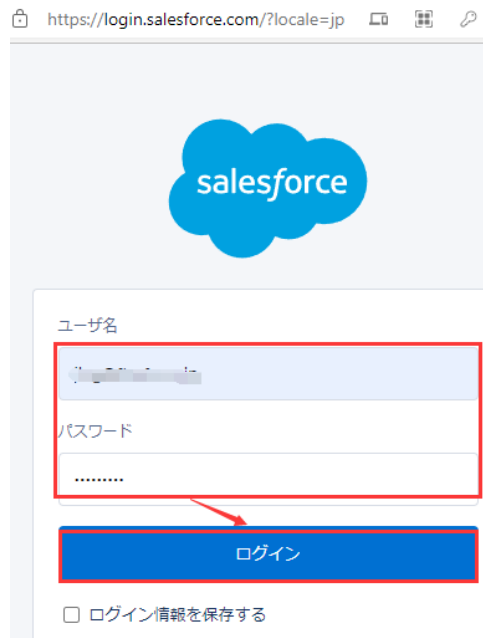 https://login.salesforce.com/?locale=jp
salesforce
ユーザ名
パスワード
•••••••••
ログイン
ログイン情報を保存する